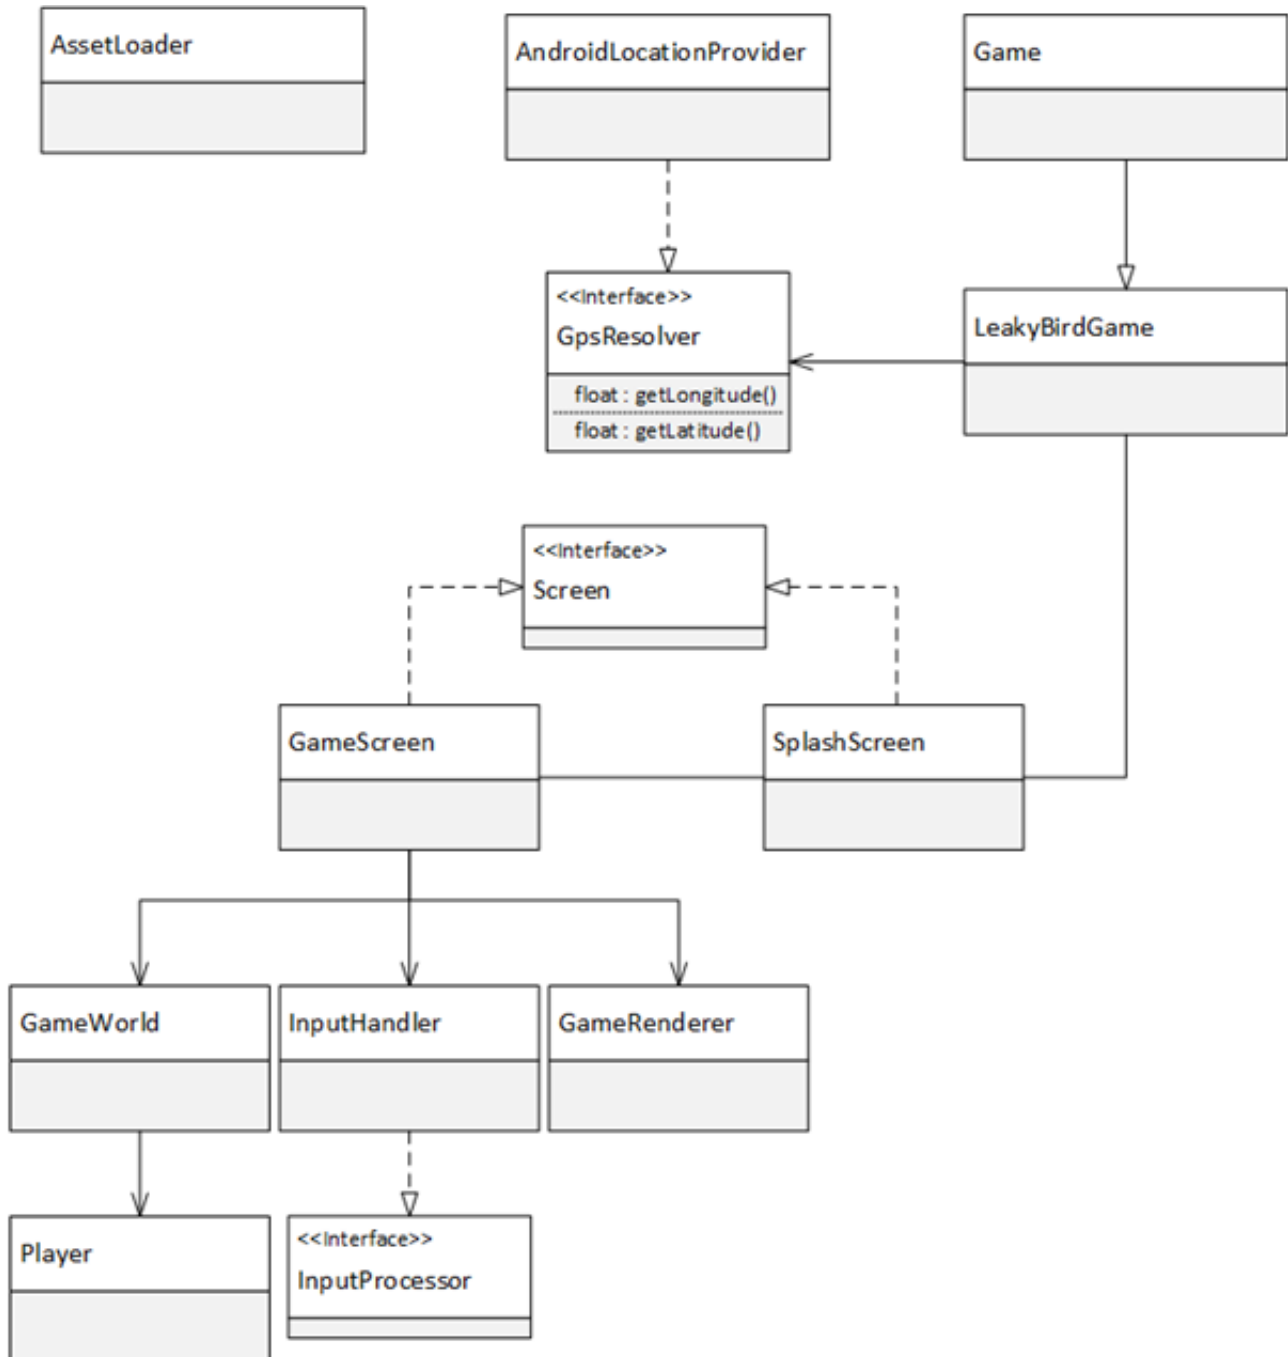 AssetLoader
AndroidLocationProvider
Game
<<Interface>>
GpsResolver
float : getLongitude()
float : getLatitude()
LeakyBirdGame
<<Interface>>
Screen
GameScreen
SplashScreen
GameWorld
InputHandler
GameRenderer
Player
<<Interface>>
InputProcessor